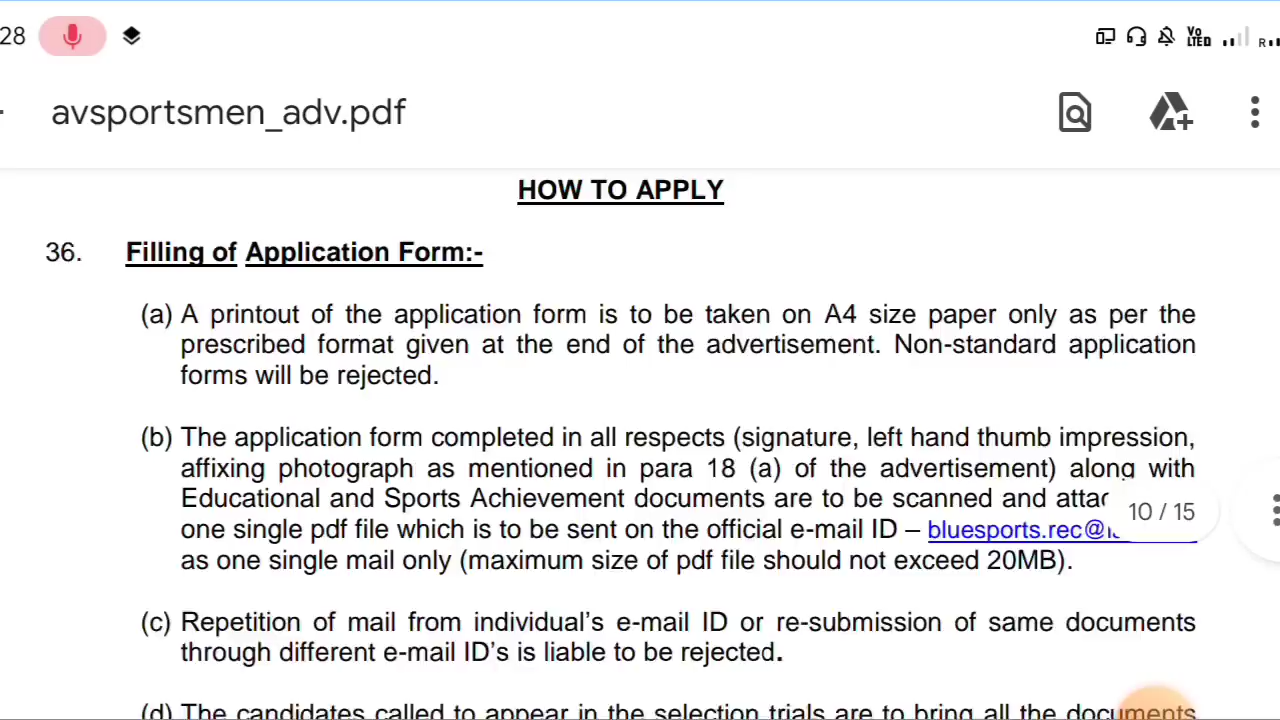 28
avsportsmen_adv.pdf
HOW TO APPLY
36. Filling of Application Form:-
(a) A printout of the application form is to be taken on A4 size paper only as per the
prescribed format given at the end of the advertisement. Non-standard application
forms will be rejected.
(b) The application form completed in all respects (signature, left hand thumb impression,
affixing photograph as mentioned in para 18 (a) of the advertisement) along with
Educational and Sports Achievement documents are to be scanned and
10 / 15
one single pdf file which is to be sent on the official e-mail ID – bluesports.rec@
as one single mail only (maximum size of pdf file should not exceed 20MB).
(c) Repetition of mail from individual's e-mail ID or re-submission of same documents
through different e-mail ID's is liable to be rejected.
(d) The candidates called to appear in the selection trials are to bring all the documents